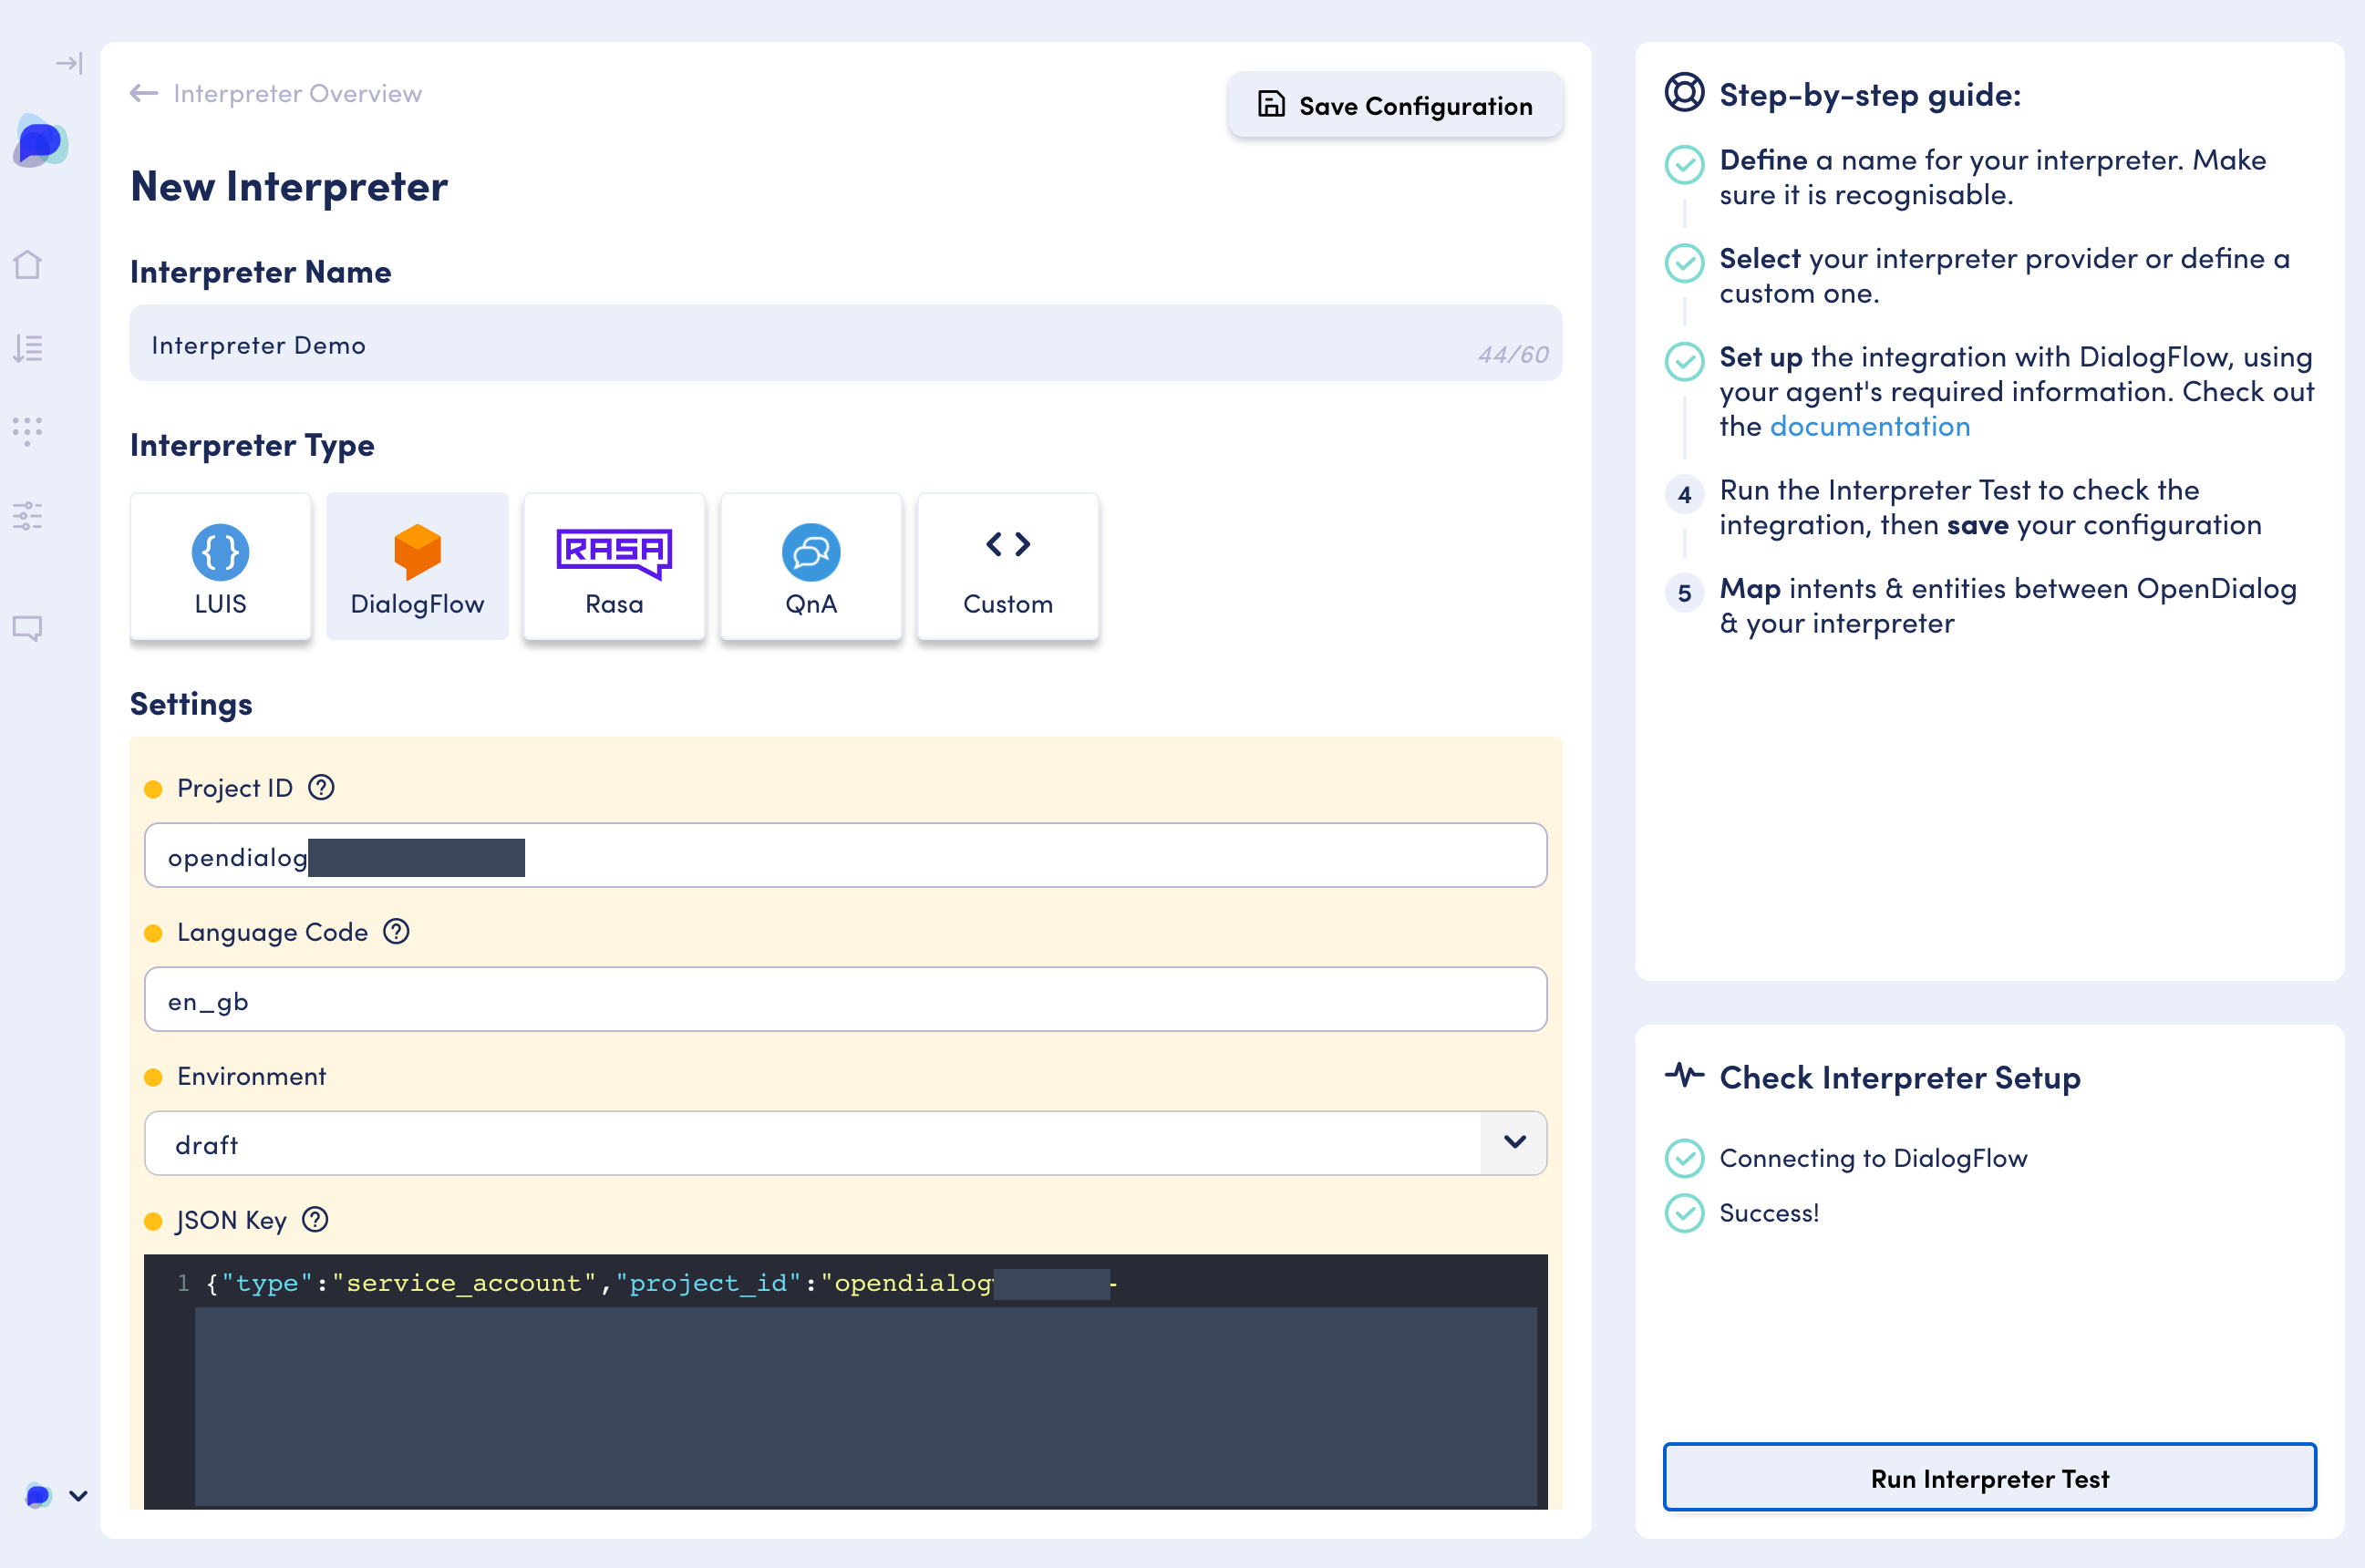 Interpreter Overview
Save Configuration
New Interpreter
Interpreter Name
Interpreter Demo
44/60
Interpreter Type
{ }
LUIS
DialogFlow
RASA
Rasa
QnA
< >
Custom
Settings
Project ID ?
opendialog
Language Code ?
en_gb
Environment
draft
JSON Key ?
1 {"type":"service_account","project_id":"opendialog -
Step-by-step guide:
Define a name for your interpreter. Make
sure it is recognisable.
Select your interpreter provider or define a
custom one.
Set up the integration with DialogFlow, using
your agent's required information. Check out
the documentation
4 Run the Interpreter Test to check the
integration, then save your configuration
5 Map intents & entities between OpenDialog
& your interpreter
Check Interpreter Setup
Connecting to DialogFlow
Success!
Run Interpreter Test